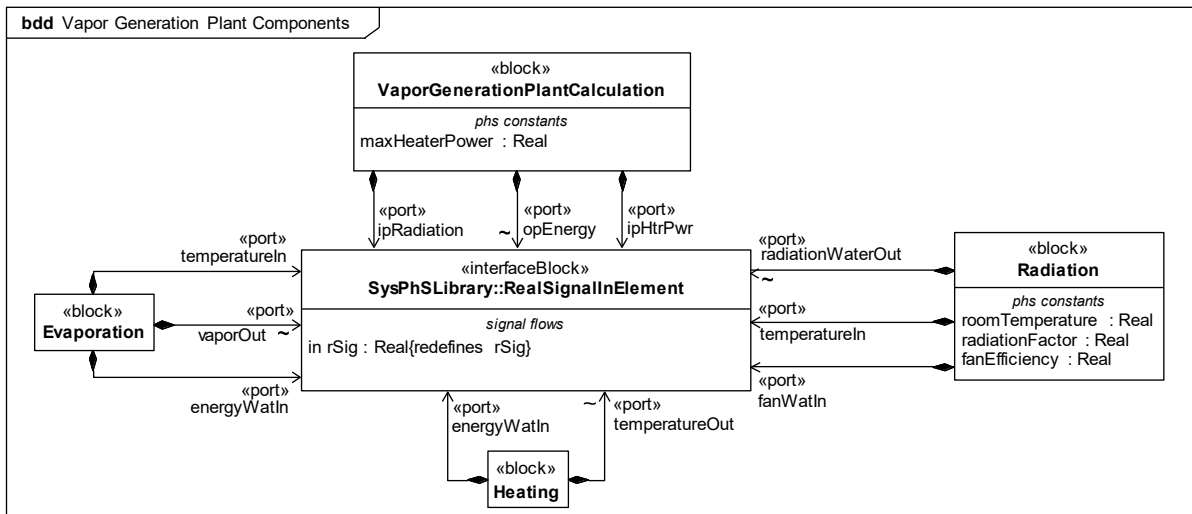 bdd Vapor Generation Plant Components
«block»
VaporGenerationPlantCalculation
phs constants
maxHeaterPower : Real
«port»
ipRadiation
«port»
~ opEnergy
«port»
ipHtrPwr
«port»
temperatureIn
«block»
Evaporation
«port»
vaporOut ~
«port»
energyWatIn
«interfaceBlock»
SysPhSLibrary::RealSignalInElement
signal flows
in rSig : Real{redefines rSig}
«port»
radiationWaterOut
~
«port»
temperatureIn
«port»
fanWatIn
«block»
Radiation
phs constants
roomTemperature : Real
radiationFactor : Real
fanEfficiency : Real
«port»
energyWatIn
~ «port»
temperatureOut
«block»
Heating